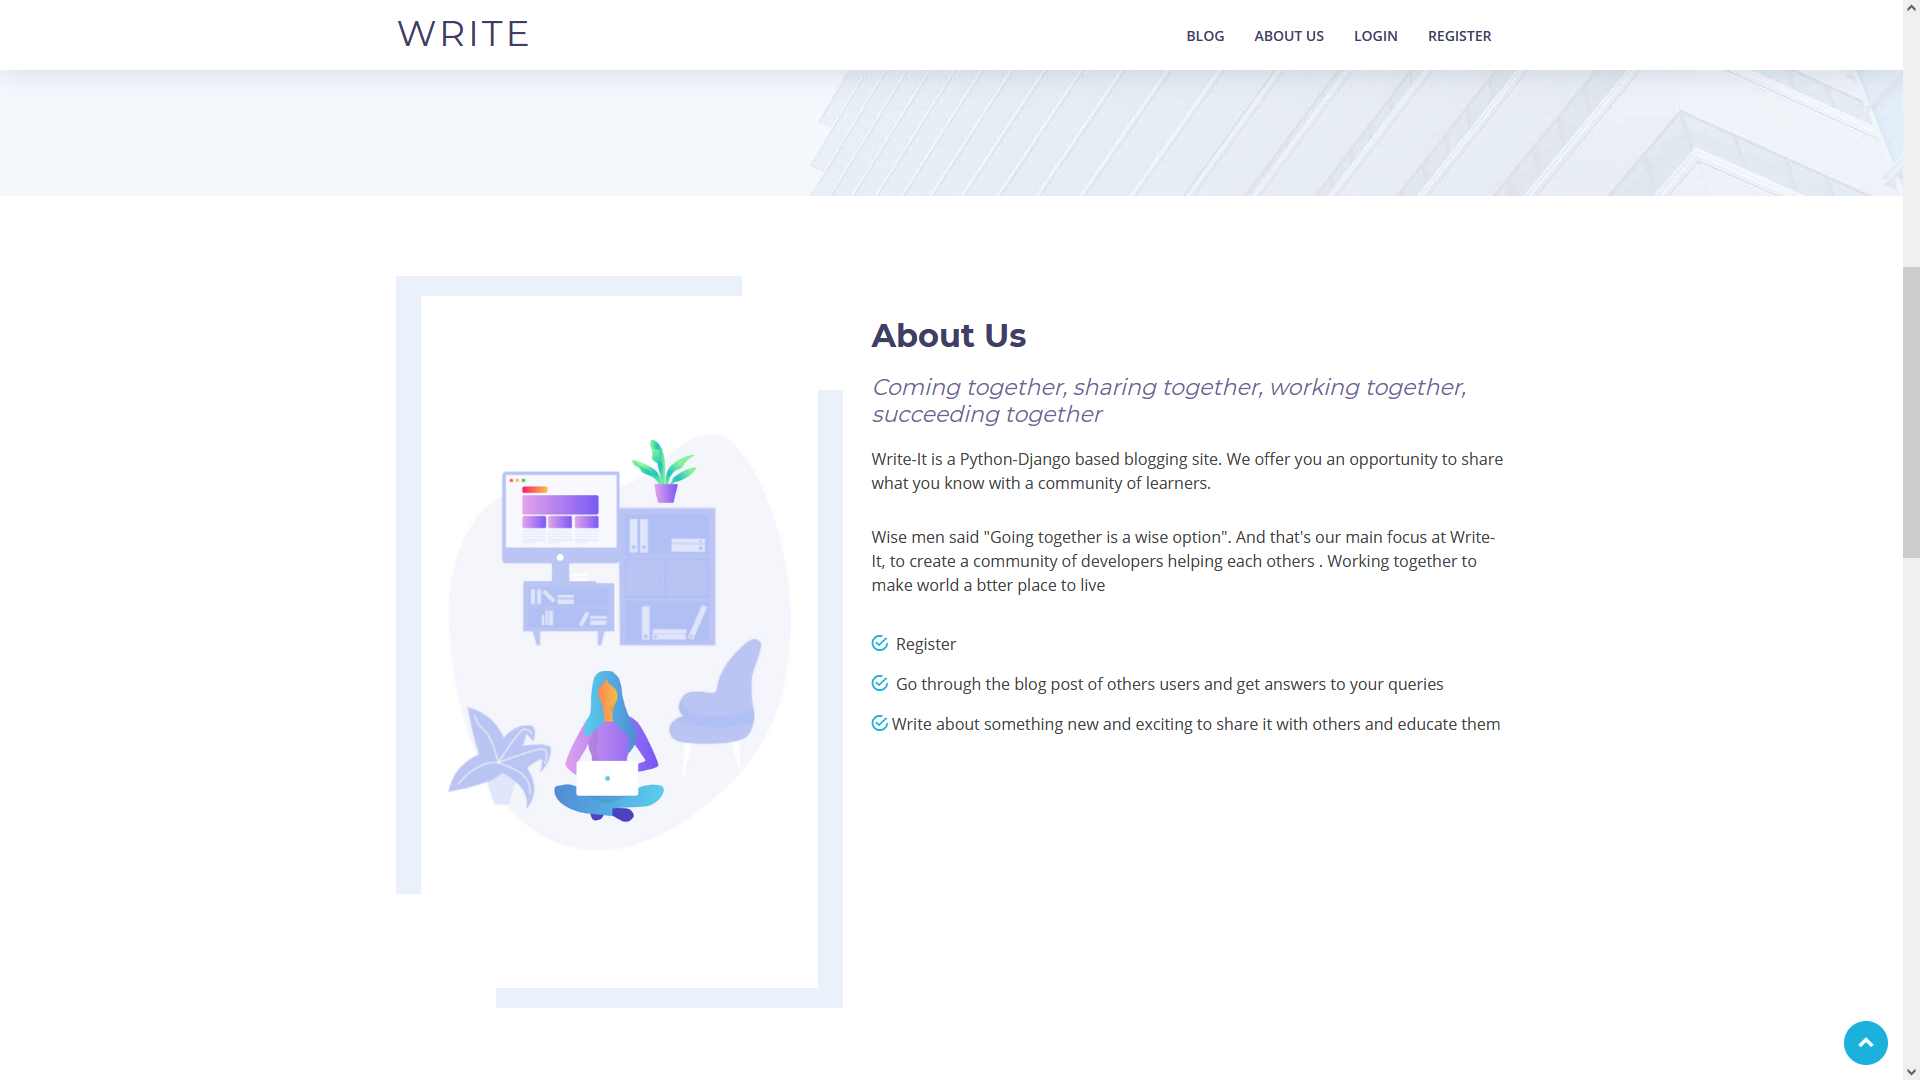 WRITE
BLOG ABOUT US LOGIN REGISTER
About Us
Coming together, sharing together, working together,
succeeding together
Write-It is a Python-Django based blogging site. We offer you an opportunity to share
what you know with a community of learners.
Wise men said "Going together is a wise option". And that's our main focus at Write-
It, to create a community of developers helping each others . Working together to
make world a btter place to live
Register
Go through the blog post of others users and get answers to your queries
Write about something new and exciting to share it with others and educate them